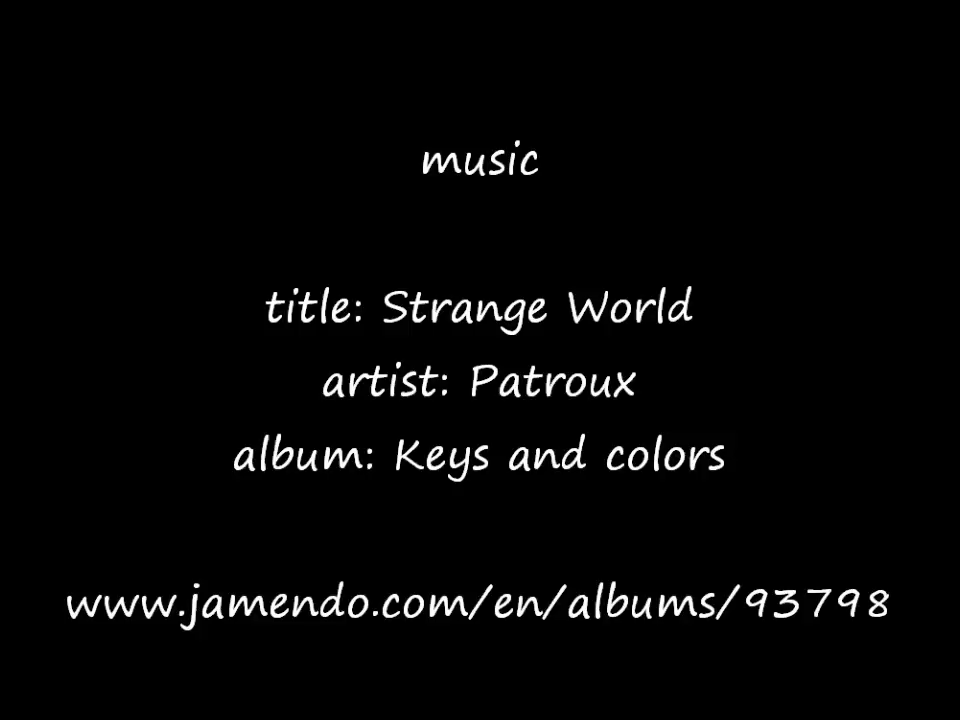 music
title: Strange World
artist: Patroux
album: Keys and colors
www.jamendo.com/en/albums/93798